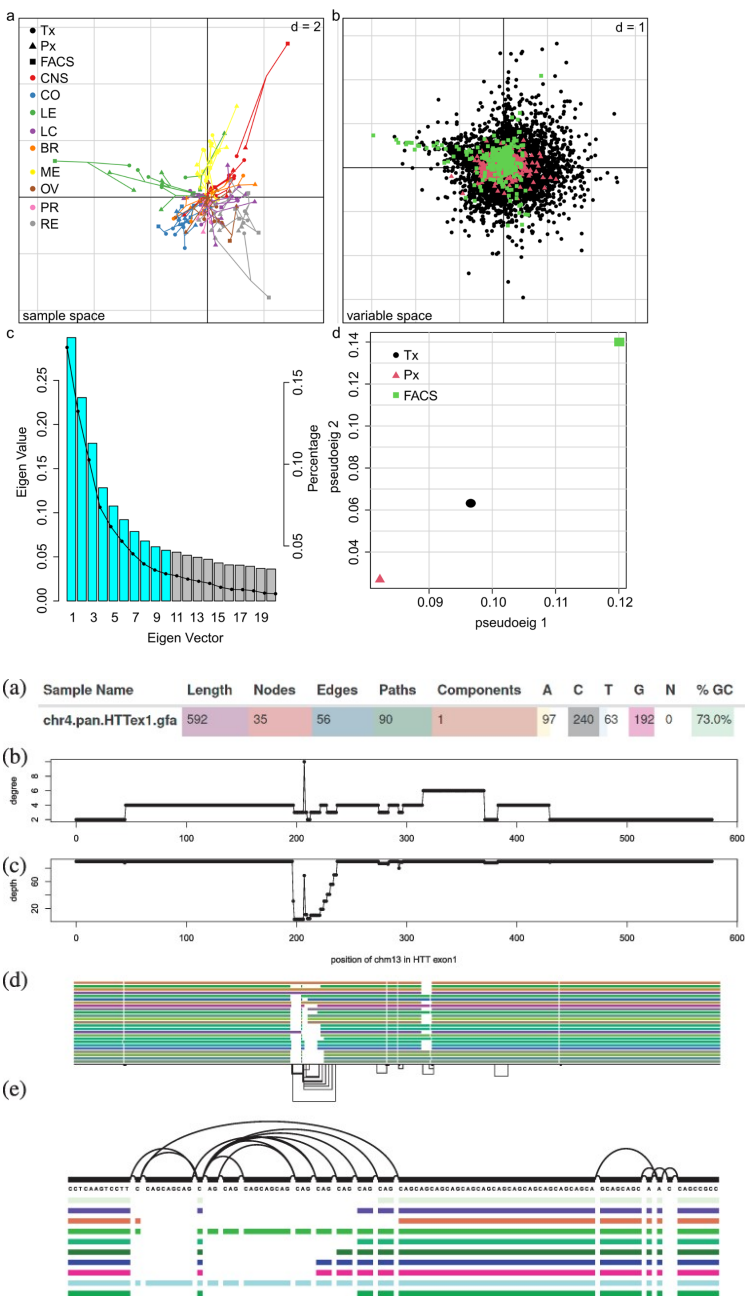 a
d = 2
Tx
Px
FACS
CNS
CO
LE
LC
BR
ME
OV
PR
RE
sample space
b
d = 1
variable space
c
Eigen Value
0.00 0.05 0.10 0.15 0.20 0.25
1 3 5 7 9 11 13 15 17 19
Eigen Vector
0.05 0.10 0.15
Percentage
d
Tx
Px
FACS
pseudoeig 2
0.04 0.06 0.08 0.10 0.12 0.14
0.09 0.10 0.11 0.12
pseudoeig 1
(a)
Sample Name Length Nodes Edges Paths Components A C T G N % GC
chr4.pan.HTTex1.gfa 592 35 56 90 1 97 240 63 192 0 73.0%
(b)
degree
2 4 6 8
0 100 200 300 400 500 600
(c)
depth
20 60
0 100 200 300 400 500 600
position of chm13 in HTT exon1
(d)
(e)
CCTCAAGTCCTT C CAGCAGCAG C AG CAG CAGCAGCAG CAG CAG CAG CAG CAG CAGCAGCAGCAGCAGCAGCAGCAGCAGCAGCAGCAGCA GCAGCAGC A A C CAGCCGCC